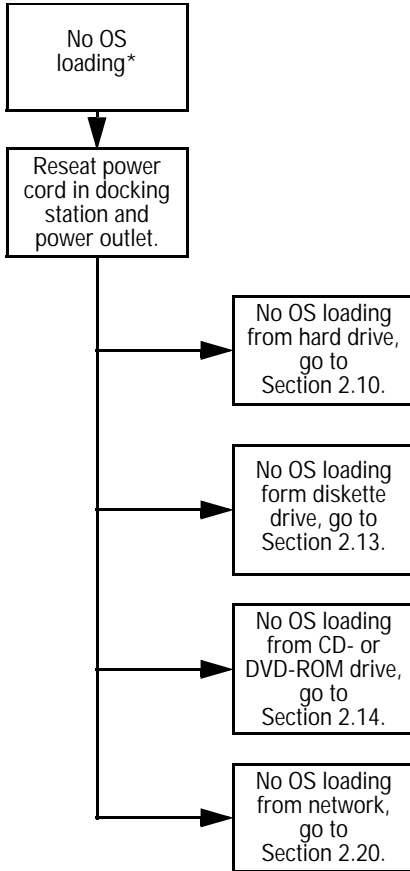 No OS
loading*
Reseat power
cord in docking
station and
power outlet.
No OS loading
from hard drive,
go to
Section 2.10.
No OS loading
form diskette
drive, go to
Section 2.13.
No OS loading
from CD- or
DVD-ROM drive,
go to
Section 2.14.
No OS loading
from network,
go to
Section 2.20.